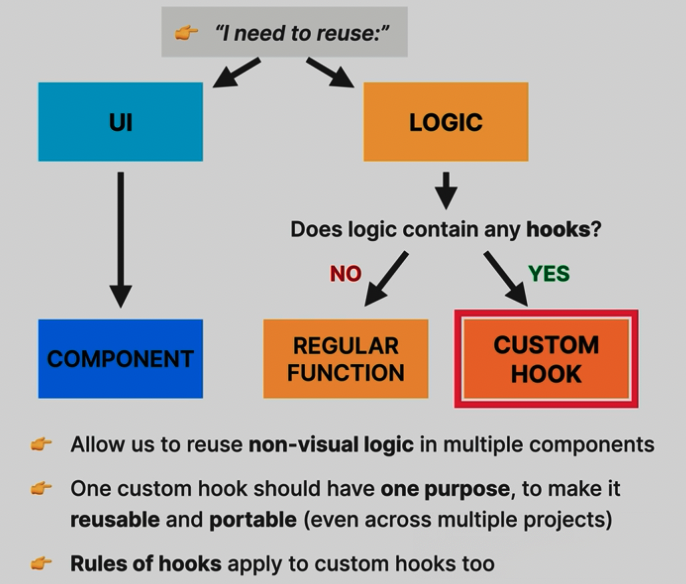 👉 “I need to reuse:”
UI
LOGIC
Does logic contain any hooks?
NO
YES
COMPONENT
REGULAR
FUNCTION
CUSTOM
HOOK
👉 Allow us to reuse non-visual logic in multiple components
👉 One custom hook should have one purpose, to make it
reusable and portable (even across multiple projects)
👉 Rules of hooks apply to custom hooks too